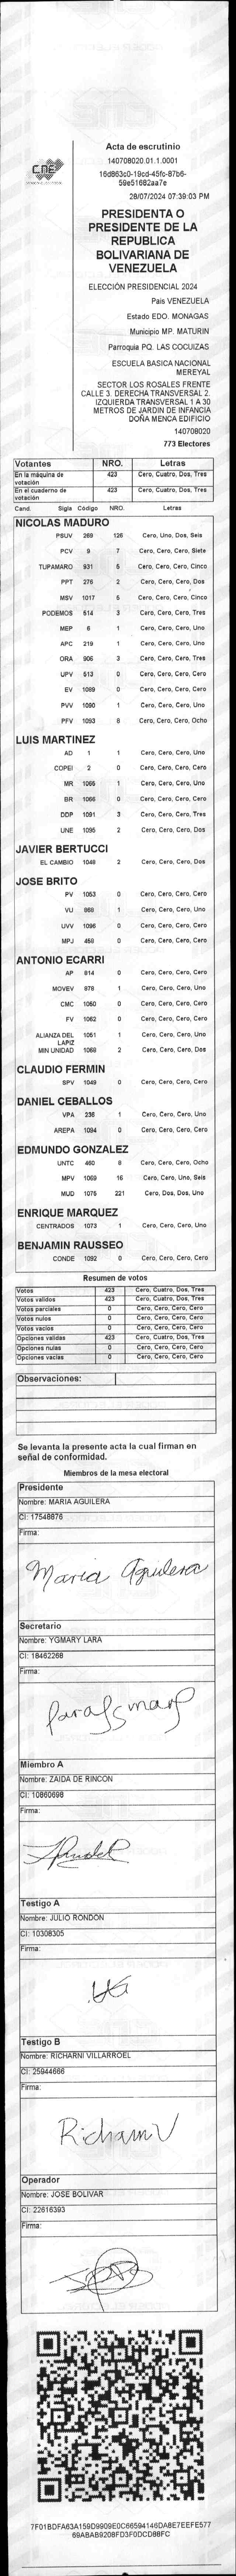 CNE
Acta de escrutinio
140708020.01.1.0001
16d863c0-19cd-45fc-87b6-
59e51682aa7e
28/07/2024 07:39:03 PM
PRESIDENTA O
PRESIDENTE DE LA
REPUBLICA
BOLIVARIANA DE
VENEZUELA
ELECCIÓN PRESIDENCIAL 2024
País VENEZUELA
Estado EDO. MONAGAS
Municipio MP. MATURIN
Parroquia PQ. LAS COCUIZAS
ESCUELA BASICA NACIONAL
MEREYAL
SECTOR LOS ROSALES FRENTE
CALLE 3. DERECHA TRANSVERSAL 2.
IZQUIERDA TRANSVERSAL 1 A 30
METROS DE JARDIN DE INFANCIA
DOÑA MENCA EDIFICIO
140708020
773 Electores
Votantes NRO. Letras
En la máquina de votación 423 Cero, Cuatro, Dos, Tres
En el cuaderno de votación 423 Cero, Cuatro, Dos, Tres
Cand. Sigla Código NRO. Letras
NICOLAS MADURO
PSUV 269 126 Cero, Uno, Dos, Seis
PCV 9 7 Cero, Cero, Cero, Siete
TUPAMARO 931 5 Cero, Cero, Cero, Cinco
PPT 276 2 Cero, Cero, Cero, Dos
MSV 1017 5 Cero, Cero, Cero, Cinco
PODEMOS 514 3 Cero, Cero, Cero, Tres
MEP 6 1 Cero, Cero, Cero, Uno
APC 219 1 Cero, Cero, Cero, Uno
ORA 906 3 Cero, Cero, Cero, Tres
UPV 513 0 Cero, Cero, Cero, Cero
EV 1089 0 Cero, Cero, Cero, Cero
PVV 1090 1 Cero, Cero, Cero, Uno
PFV 1093 8 Cero, Cero, Cero, Ocho
LUIS MARTINEZ
AD 1 1 Cero, Cero, Cero, Uno
COPEI 2 0 Cero, Cero, Cero, Cero
MR 1065 1 Cero, Cero, Cero, Uno
BR 1066 0 Cero, Cero, Cero, Cero
DDP 1091 3 Cero, Cero, Cero, Tres
UNE 1095 2 Cero, Cero, Cero, Dos
JAVIER BERTUCCI
EL CAMBIO 1048 2 Cero, Cero, Cero, Dos
JOSE BRITO
PV 1053 0 Cero, Cero, Cero, Cero
VU 868 1 Cero, Cero, Cero, Uno
UVV 1096 0 Cero, Cero, Cero, Cero
MPJ 458 0 Cero, Cero, Cero, Cero
ANTONIO ECARRI
AP 814 0 Cero, Cero, Cero, Cero
MOVEV 878 1 Cero, Cero, Cero, Uno
CMC 1050 0 Cero, Cero, Cero, Cero
FV 1062 0 Cero, Cero, Cero, Cero
ALIANZA DEL LAPIZ 1051 1 Cero, Cero, Cero, Uno
MIN UNIDAD 1068 2 Cero, Cero, Cero, Dos
CLAUDIO FERMIN
SPV 1049 0 Cero, Cero, Cero, Cero
DANIEL CEBALLOS
VPA 236 1 Cero, Cero, Cero, Uno
AREPA 1094 0 Cero, Cero, Cero, Cero
EDMUNDO GONZALEZ
UNTC 460 8 Cero, Cero, Cero, Ocho
MPV 1069 16 Cero, Cero, Uno, Seis
MUD 1075 221 Cero, Dos, Dos, Uno
ENRIQUE MARQUEZ
CENTRADOS 1073 1 Cero, Cero, Cero, Uno
BENJAMIN RAUSSEO
CONDE 1092 0 Cero, Cero, Cero, Cero
Resumen de votos
Votos 423 Cero, Cuatro, Dos, Tres
Votos validos 423 Cero, Cuatro, Dos, Tres
Votos parciales 0 Cero, Cero, Cero, Cero
Votos nulos 0 Cero, Cero, Cero, Cero
Votos vacios 0 Cero, Cero, Cero, Cero
Opciones validas 423 Cero, Cuatro, Dos, Tres
Opciones nulas 0 Cero, Cero, Cero, Cero
Opciones vacias 0 Cero, Cero, Cero, Cero
Observaciones:
Se levanta la presente acta la cual firman en
señal de conformidad.
Miembros de la mesa electoral
Presidente
Nombre: MARIA AGUILERA
CI: 17548876
Firma:
Maria Aguilera
Secretario
Nombre: YGMARY LARA
CI: 18462268
Firma:
Miembro A
Nombre: ZAIDA DE RINCON
CI: 10860698
Firma:
Testigo A
Nombre: JULIO RONDON
CI: 10308305
Firma:
Testigo B
Nombre: RICHARNI VILLARROEL
CI: 25944666
Firma:
Richarni V
Operador
Nombre: JOSE BOLIVAR
CI: 22616393
Firma:
7F01BDFA63A159D9909E0C66594146DA8E7EEFE577
69ABAB9208FD3F0DCD88FC